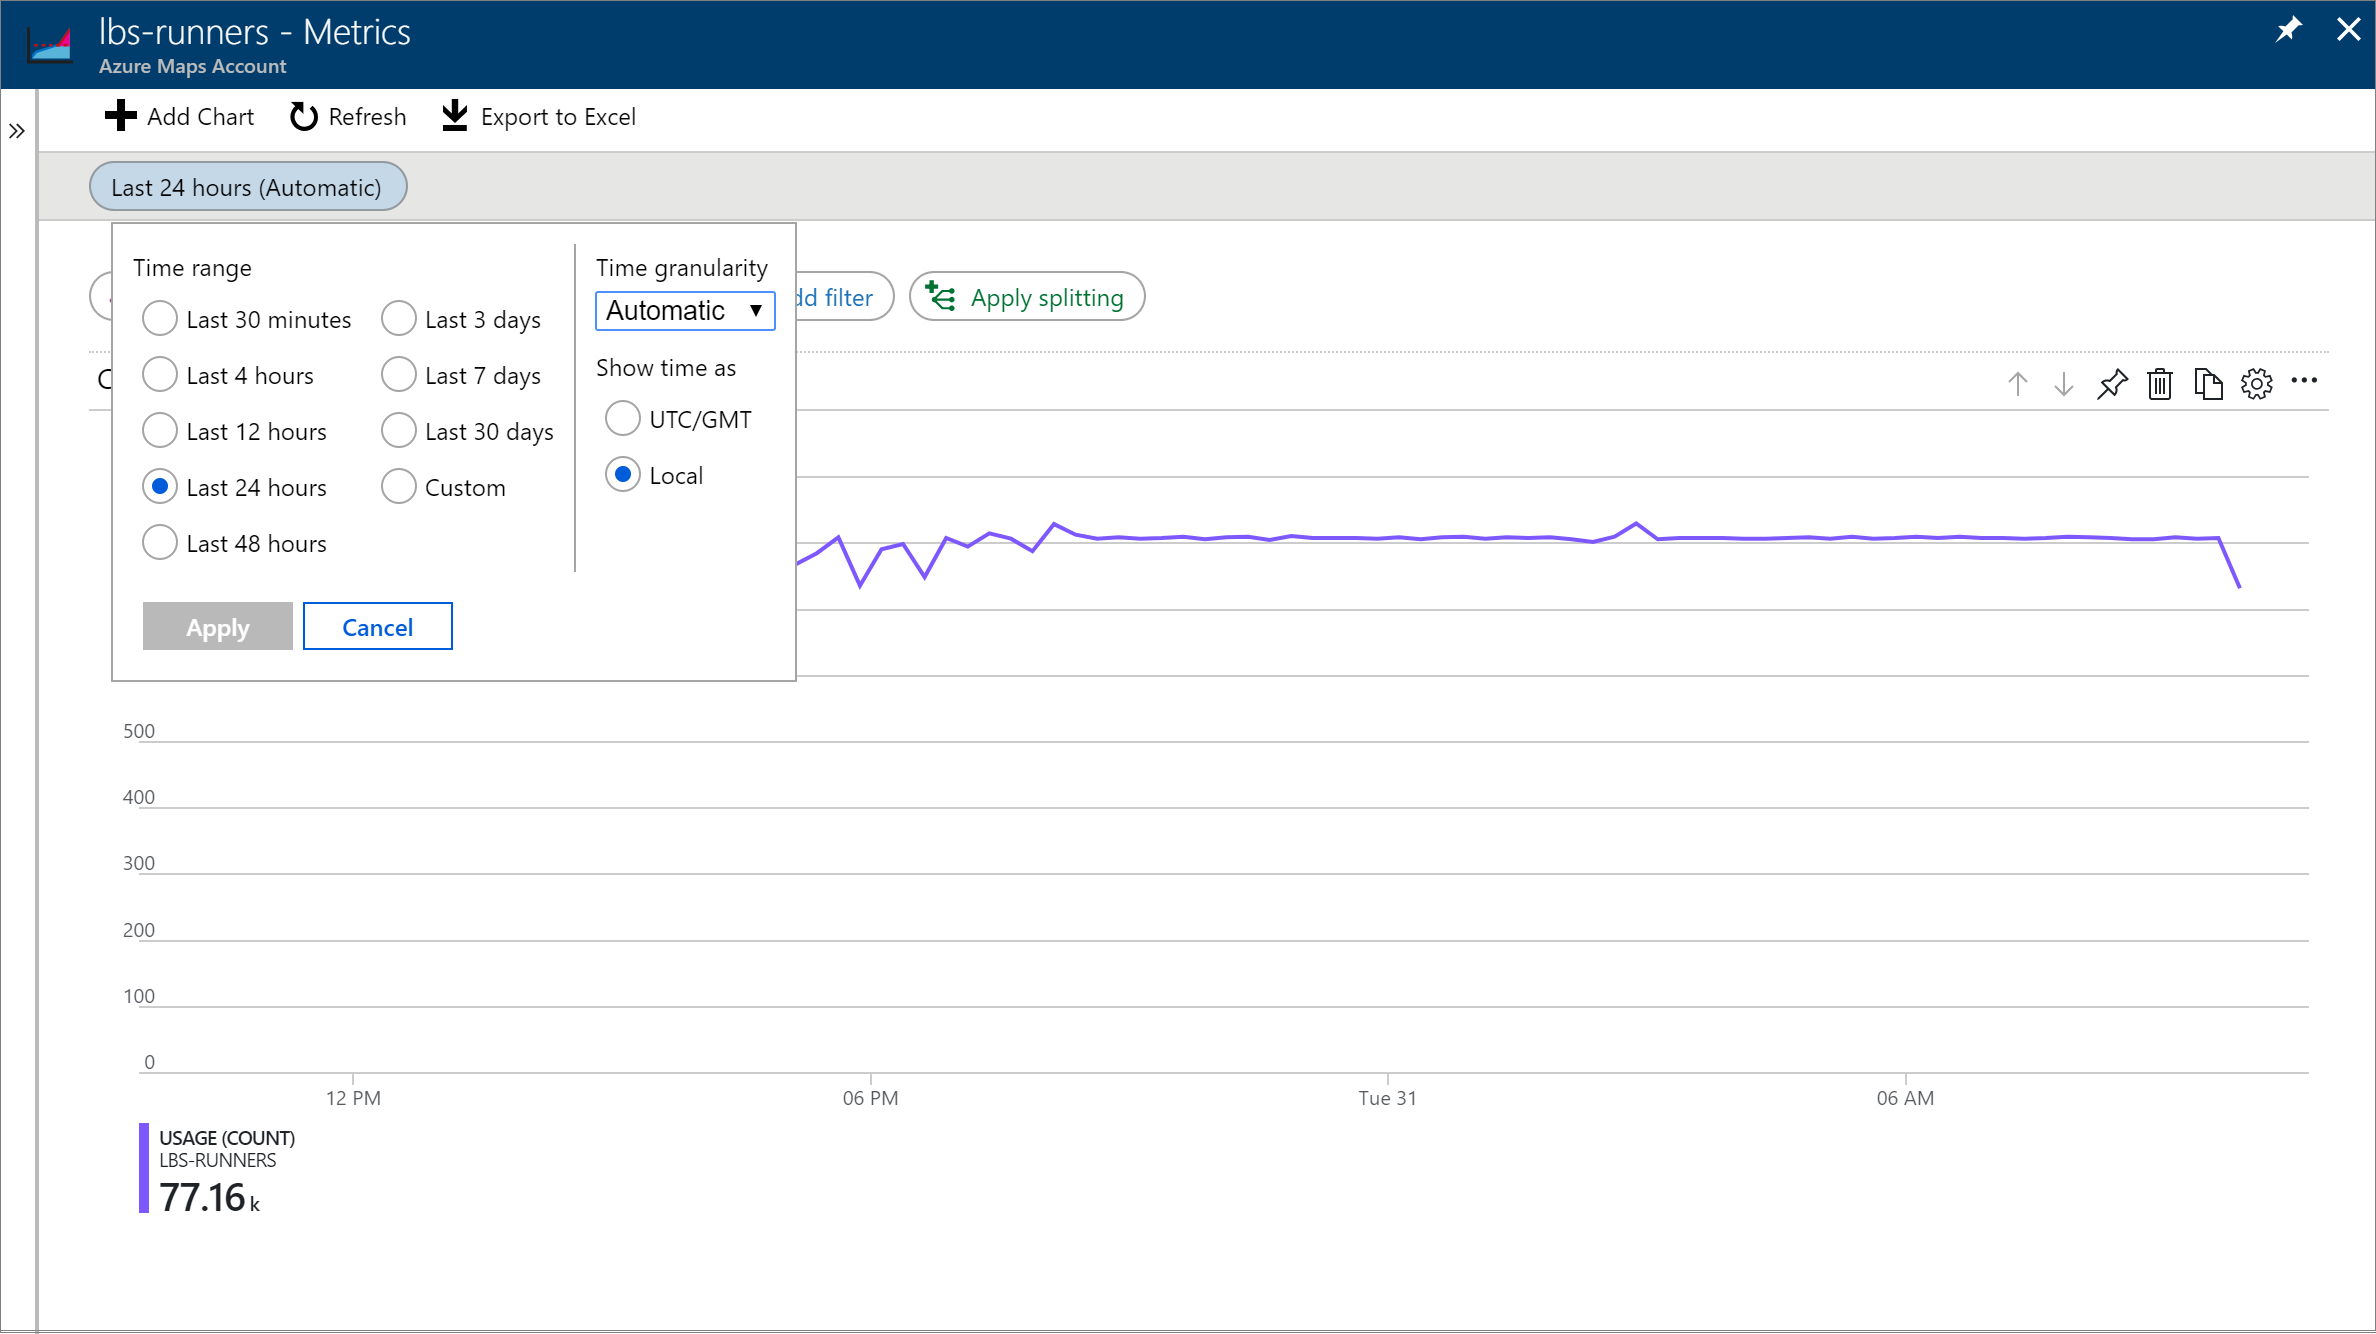 lbs-runners - Metrics
Azure Maps Account
Add Chart Refresh Export to Excel
Last 24 hours (Automatic)
Time range
Last 30 minutes Last 3 days
Last 4 hours Last 7 days
Last 12 hours Last 30 days
Last 24 hours Custom
Last 48 hours
Apply Cancel
Time granularity
Automatic
Show time as
UTC/GMT
Local
filter
Apply splitting
500
400
300
200
100
0
12 PM 06 PM Tue 31 06 AM
USAGE (COUNT)
LBS-RUNNERS
77.16 k